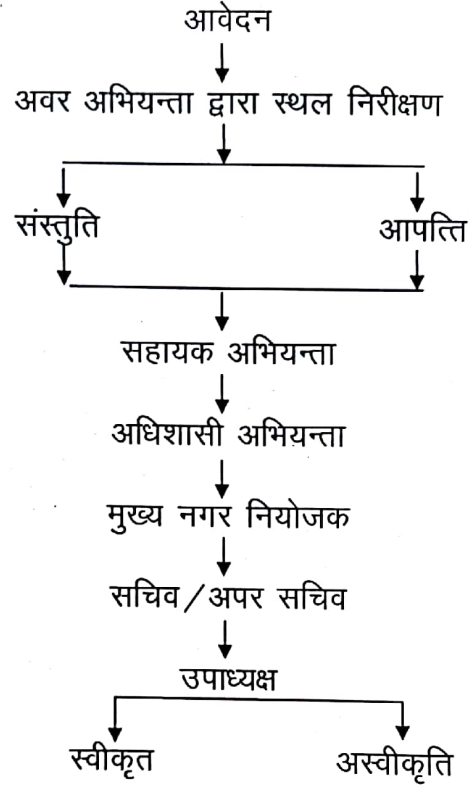 आवेदन
अवर अभियन्ता द्वारा स्थल निरीक्षण
संस्तुति आपत्ति
सहायक अभियन्ता
अधिशासी अभियन्ता
मुख्य नगर नियोजक
सचिव/अपर सचिव
उपाध्यक्ष
स्वीकृत अस्वीकृति